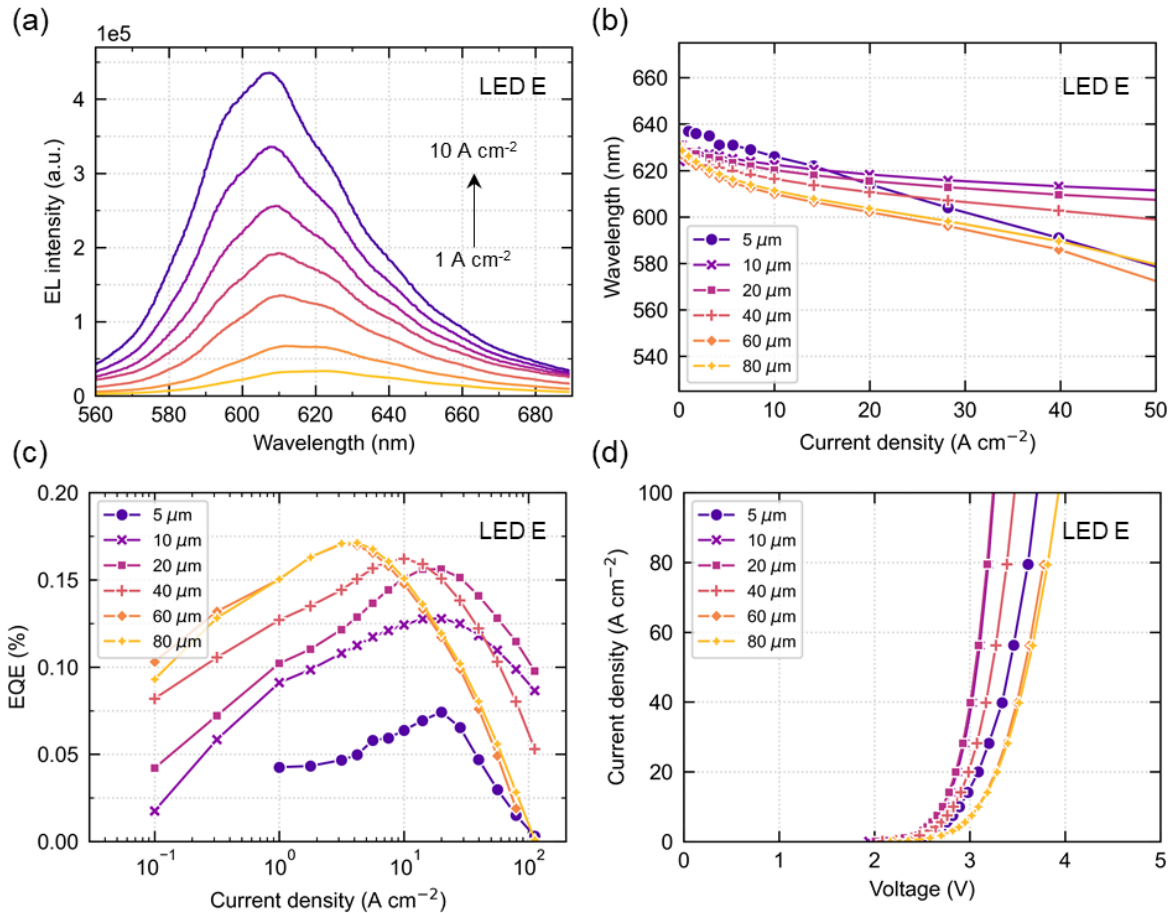 (a)
1e5
LED E
10 A cm-2
1 A cm-2
EL intensity (a.u.)
4
3
2
1
0
560 580 600 620 640 660 680
Wavelength (nm)
(b)
LED E
Wavelength (nm)
660
640
620
600
580
560
540
5 μm
10 μm
20 μm
40 μm
60 μm
80 μm
0 10 20 30 40 50
Current density (A cm−2)
(c)
LED E
EQE (%)
0.20
0.15
0.10
0.05
0.00
5 μm
10 μm
20 μm
40 μm
60 μm
80 μm
10−1 100 101 102
Current density (A cm−2)
(d)
LED E
Current density (A cm−2)
100
80
60
40
20
0
5 μm
10 μm
20 μm
40 μm
60 μm
80 μm
0 1 2 3 4 5
Voltage (V)